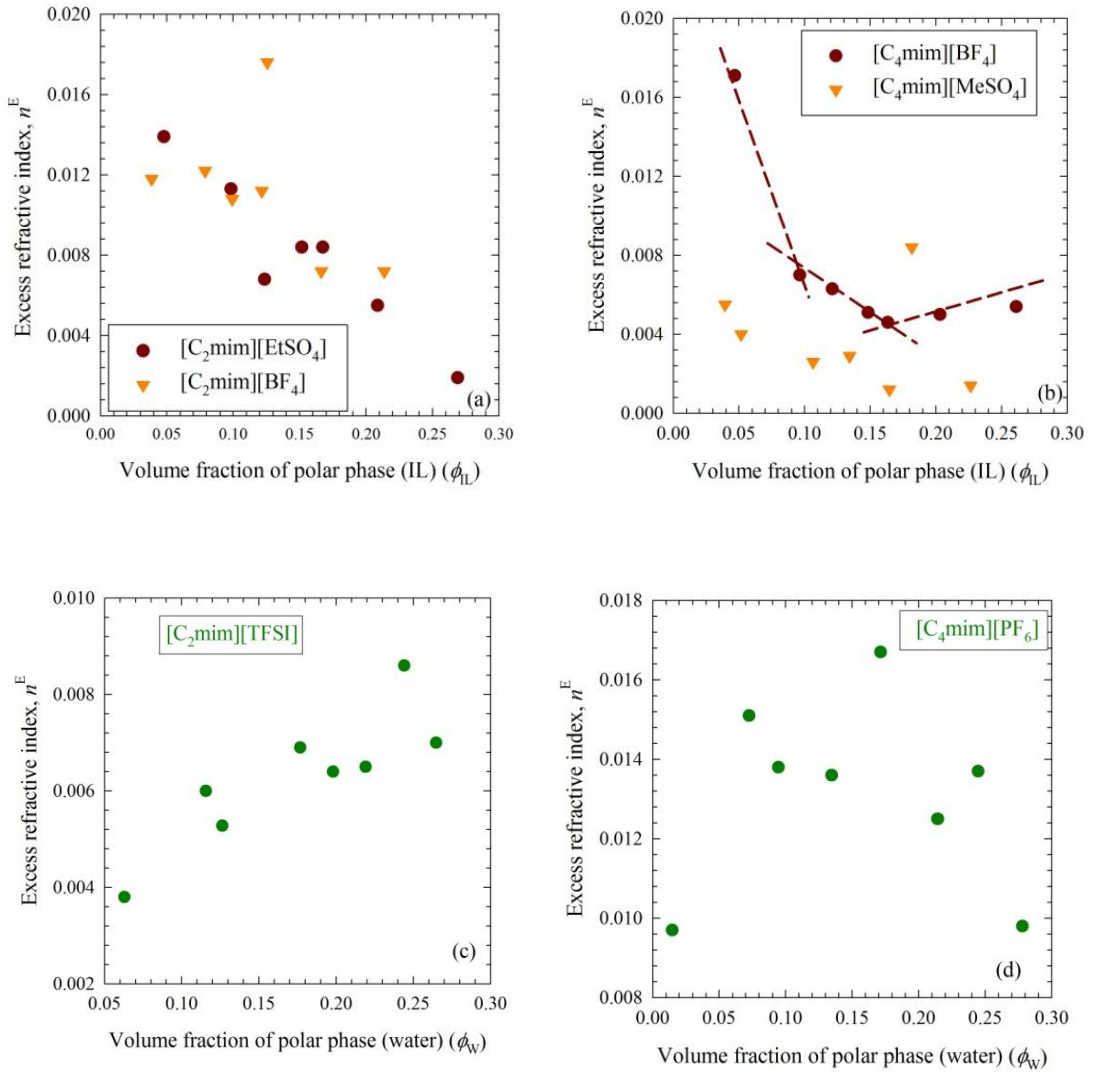 0.020
0.016
0.012
0.008
0.004
0.000
Excess refractive index, nᴱ
[C₂mim][EtSO₄]
[C₂mim][BF₄]
(a)
0.00 0.05 0.10 0.15 0.20 0.25 0.30
Volume fraction of polar phase (IL) (ϕ_IL)
0.020
0.016
0.012
0.008
0.004
0.000
Excess refractive index, nᴱ
[C₄mim][BF₄]
[C₄mim][MeSO₄]
(b)
0.00 0.05 0.10 0.15 0.20 0.25 0.30
Volume fraction of polar phase (IL) (ϕ_IL)
0.010
0.008
0.006
0.004
0.002
Excess refractive index, nᴱ
[C₂mim][TFSI]
(c)
0.05 0.10 0.15 0.20 0.25 0.30
Volume fraction of polar phase (water) (ϕ_W)
0.018
0.016
0.014
0.012
0.010
0.008
Excess refractive index, nᴱ
[C₄mim][PF₆]
(d)
0.00 0.05 0.10 0.15 0.20 0.25 0.30
Volume fraction of polar phase (water) (ϕ_W)